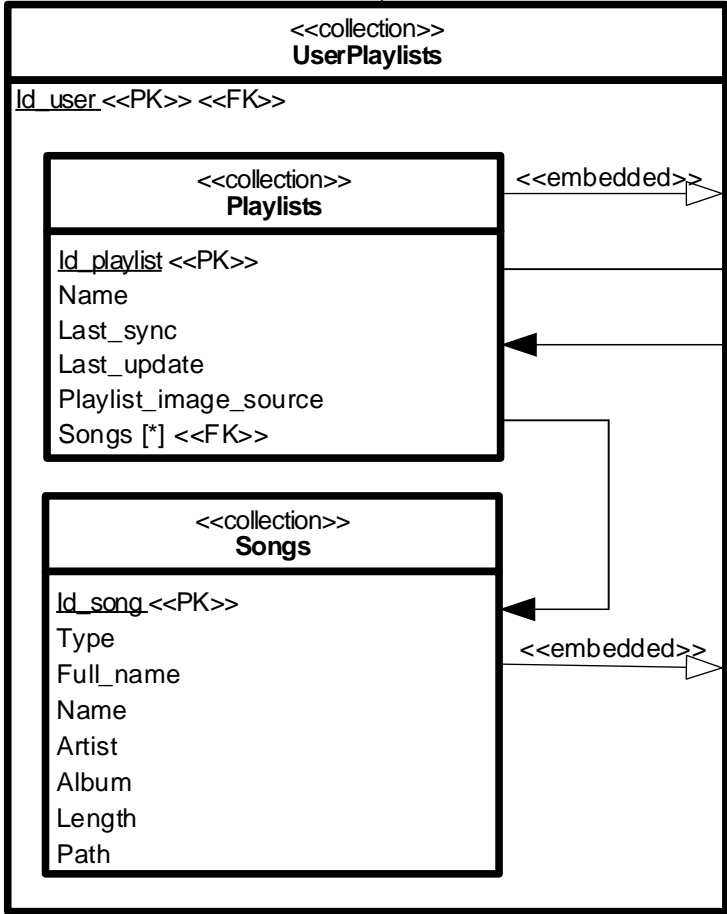 <<collection>>
UserPlaylists
Id_user <<PK>> <<FK>>
<<collection>>
Playlists
<<embedded>>
Id_playlist <<PK>>
Name
Last_sync
Last_update
Playlist_image_source
Songs [*] <<FK>>
<<collection>>
Songs
Id_song <<PK>>
Type
Full_name
Name
Artist
Album
Length
Path
<<embedded>>